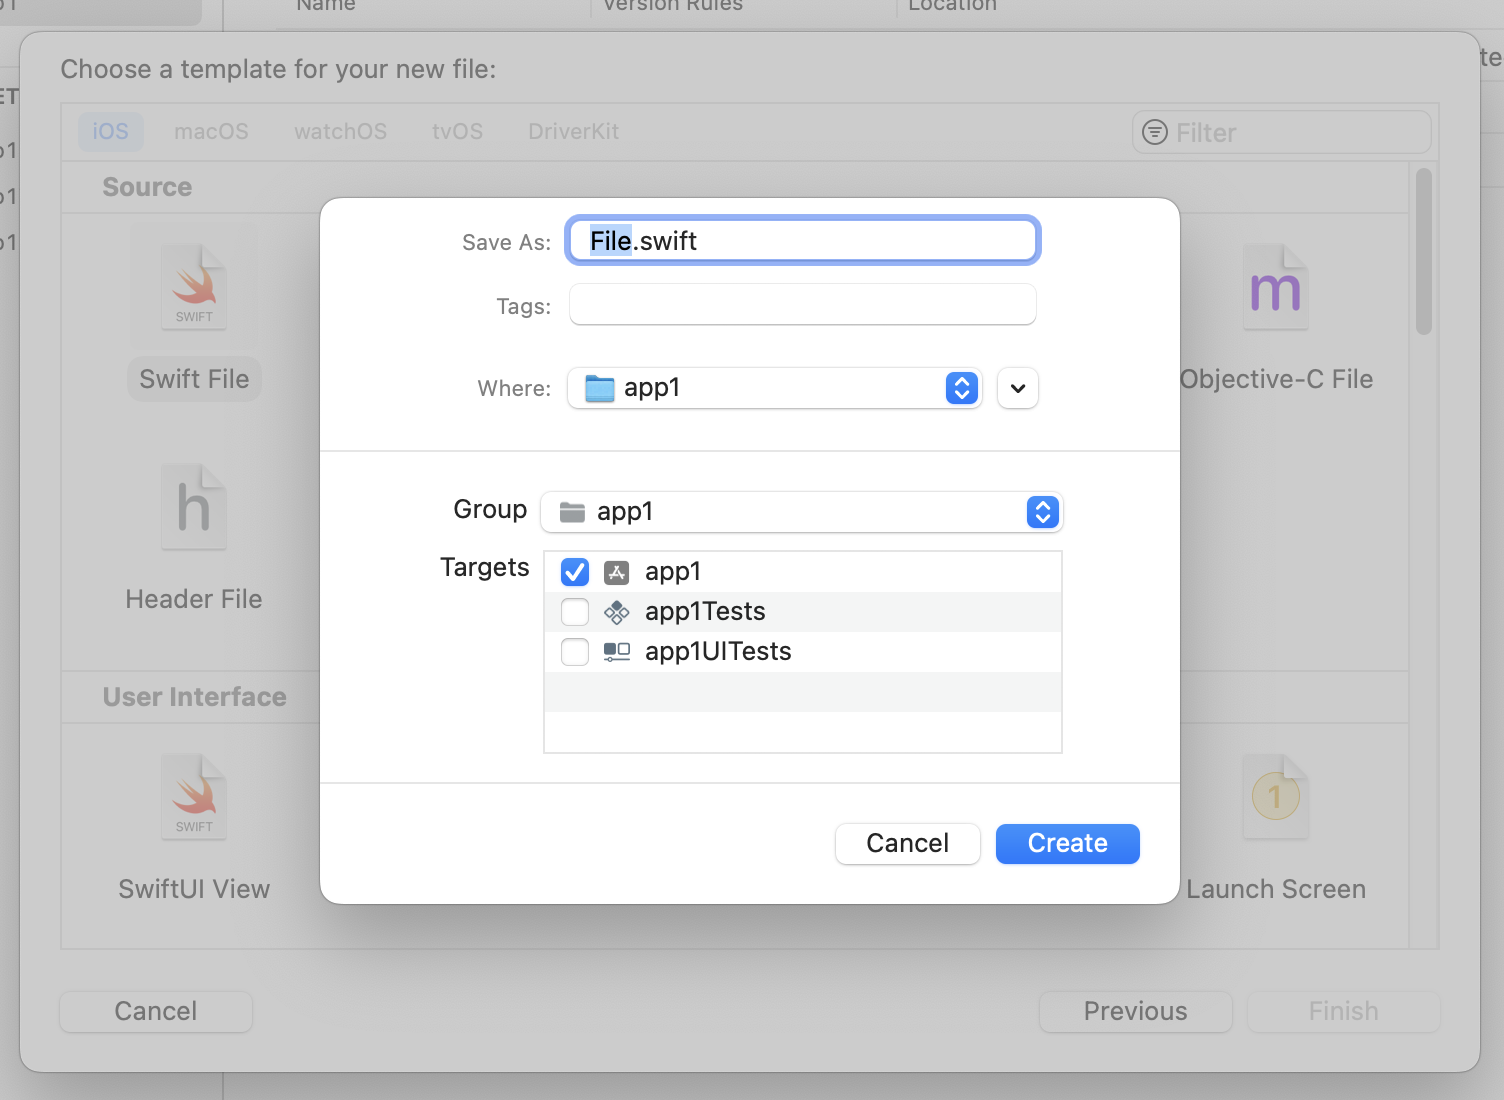 Name Version Rules Location
Choose a template for your new file:
iOS macOS watchOS tvOS DriverKit Filter
Source
Save As: File.swift
Tags:
SWIFT
m
Swift File
Where: app1
Objective-C File
h
Group app1
Targets app1
app1Tests
app1UITests
Header File
User Interface
SWIFT
1
Cancel Create
SwiftUI View
Launch Screen
Cancel Previous Finish